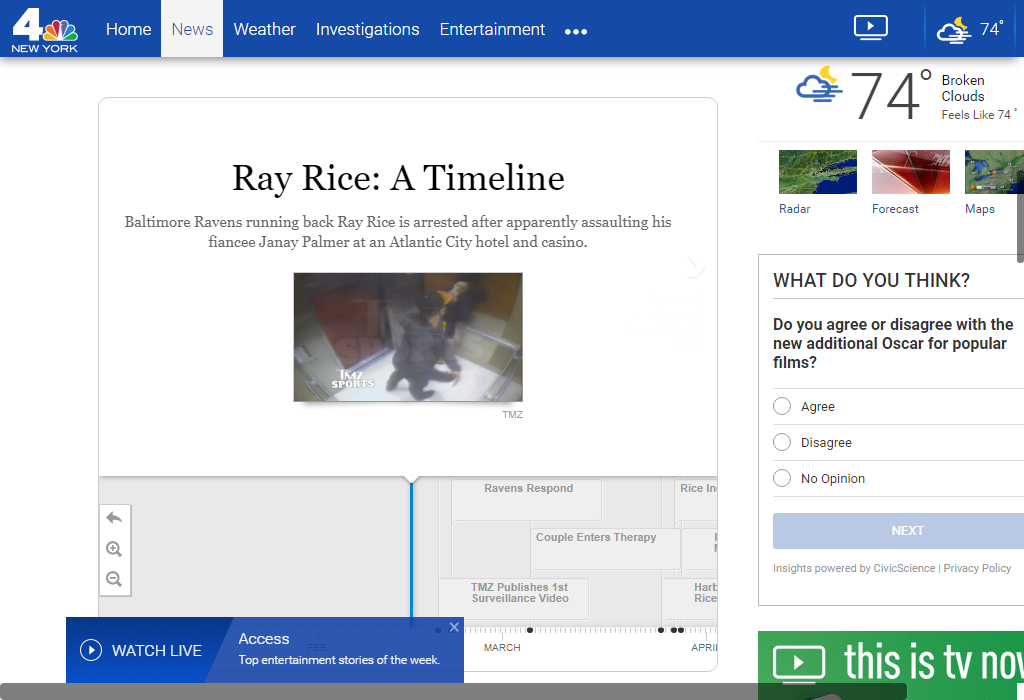 4
NEW YORK
Home
News
Weather
Investigations
Entertainment
74°
74°
Broken
Clouds
Feels Like 74 °
Radar
Forecast
Maps
Ray Rice: A Timeline
Baltimore Ravens running back Ray Rice is arrested after apparently assaulting his
fiancee Janay Palmer at an Atlantic City hotel and casino.
TMZ
SPORTS
TMZ
WHAT DO YOU THINK?
Do you agree or disagree with the
new additional Oscar for popular
films?
Agree
Disagree
No Opinion
NEXT
Insights powered by CivicScience | Privacy Policy
Ravens Respond
Couple Enters Therapy
TMZ Publishes 1st
Surveillance Video
Rice In
Harb
Rice
FEB
MARCH
APRIL
WATCH LIVE
Access
Top entertainment stories of the week.
this is tv now